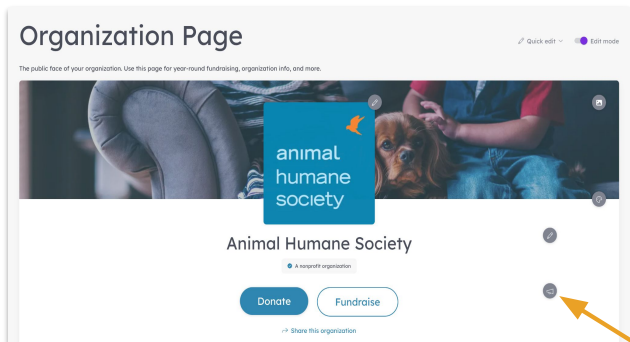 Organization Page
Quick edit
Edit mode
The public face of your organization. Use this page for year-round fundraising, organization info, and more.
animal
humane
society
Animal Humane Society
A nonprofit organization
Donate
Fundraise
Share this organization